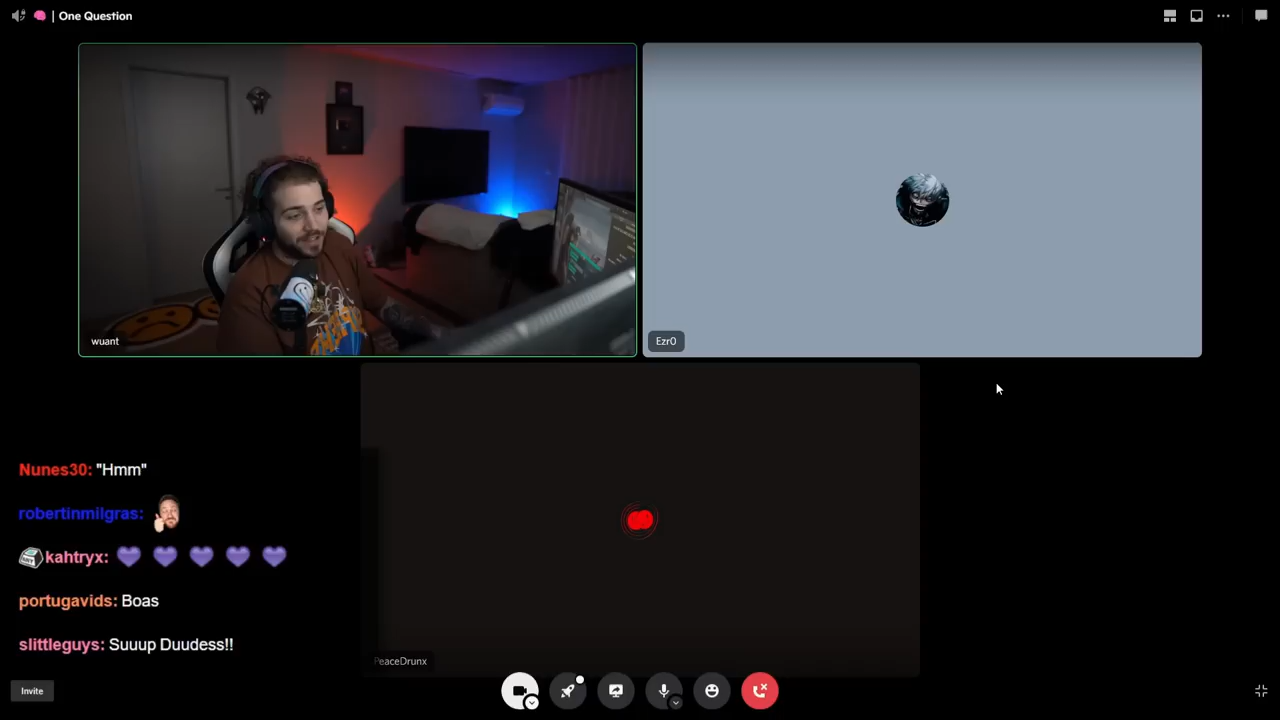 | One Question
wuant
Ezr0
Nunes30: "Hmm"
robertinmilgras:
kahtryx:
portugavids: Boas
slittleguys: Suuup Duudess!!
PeaceDrunx
Invite